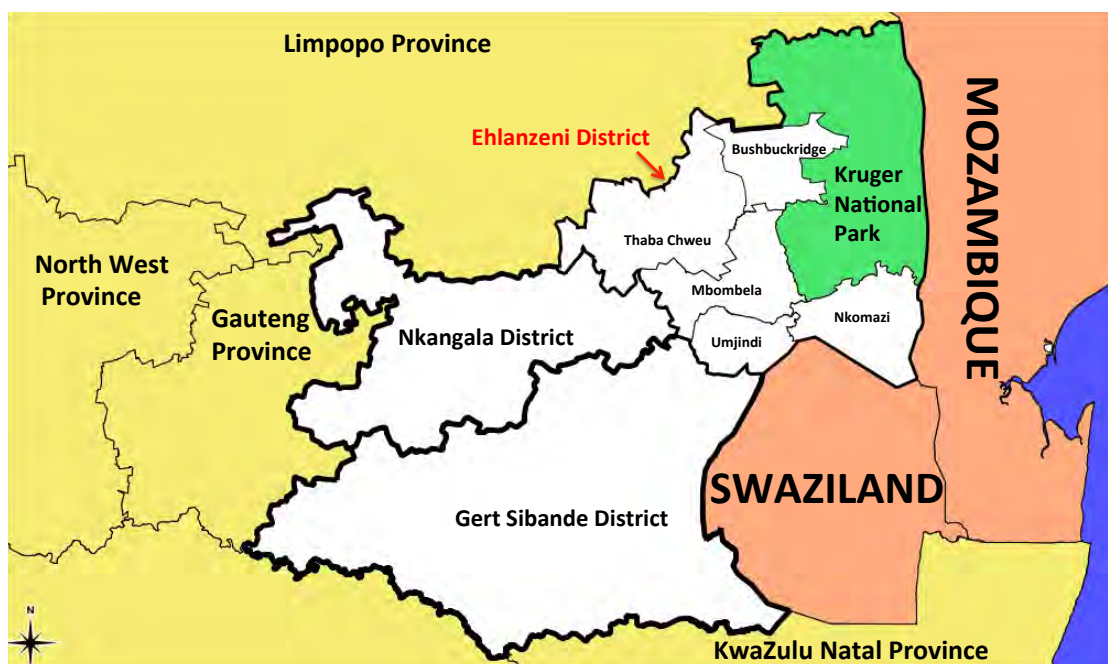 Limpopo Province
MOZAMBIQUE
Ehlanzeni District
Bushbuckridge
Kruger
National
Park
Thaba Chweu
North West
Province
Mbombela
Gauteng
Province
Nkomazi
Nkangala District
Umjindi
SWAZILAND
Gert Sibande District
N
KwaZulu Natal Province